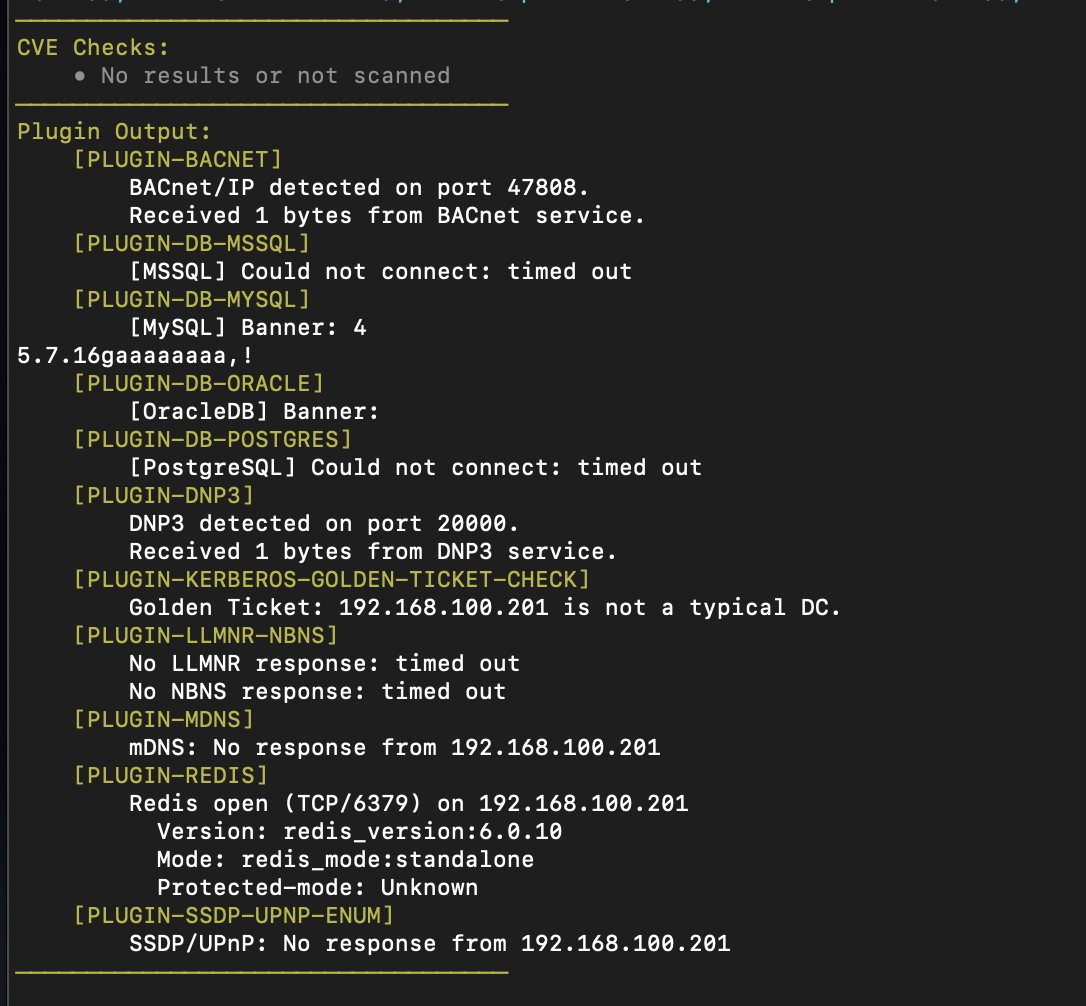 CVE Checks:
• No results or not scanned
Plugin Output:
[PLUGIN-BACNET]
BACnet/IP detected on port 47808.
Received 1 bytes from BACnet service.
[PLUGIN-DB-MSSQL]
[MSSQL] Could not connect: timed out
[PLUGIN-DB-MYSQL]
[MySQL] Banner: 4
5.7.16gaaaaaaaa,!
[PLUGIN-DB-ORACLE]
[OracleDB] Banner:
[PLUGIN-DB-POSTGRES]
[PostgreSQL] Could not connect: timed out
[PLUGIN-DNP3]
DNP3 detected on port 20000.
Received 1 bytes from DNP3 service.
[PLUGIN-KERBEROS-GOLDEN-TICKET-CHECK]
Golden Ticket: 192.168.100.201 is not a typical DC.
[PLUGIN-LLMNR-NBNS]
No LLMNR response: timed out
No NBNS response: timed out
[PLUGIN-MDNS]
mDNS: No response from 192.168.100.201
[PLUGIN-REDIS]
Redis open (TCP/6379) on 192.168.100.201
Version: redis_version:6.0.10
Mode: redis_mode:standalone
Protected-mode: Unknown
[PLUGIN-SSDP-UPNP-ENUM]
SSDP/UPnP: No response from 192.168.100.201